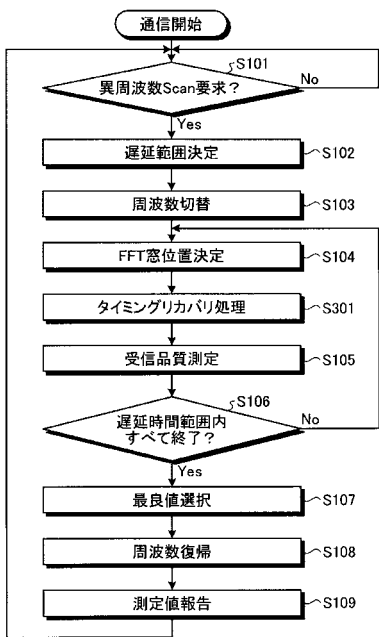 通信開始
S101
異周波数Scan要求？
No
Yes
遅延範囲決定
S102
周波数切替
S103
FFT窓位置決定
S104
タイミングリカバリ処理
S301
受信品質測定
S105
S106
遅延時間範囲内
すべて終了？
No
Yes
最良値選択
S107
周波数復帰
S108
測定値報告
S109